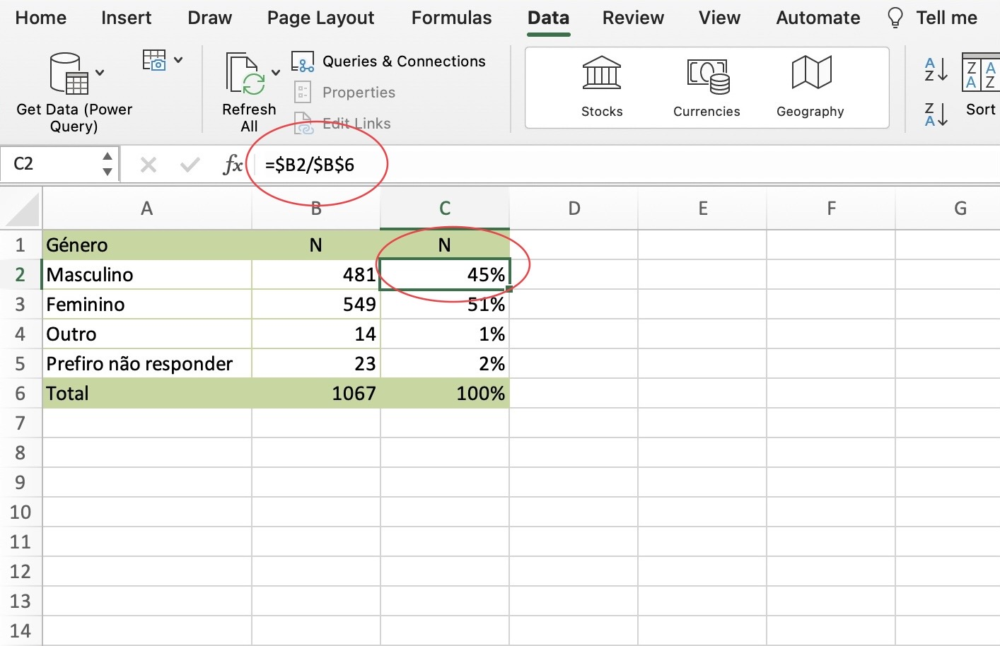 Home Insert Draw Page Layout Formulas Data Review View Automate Tell me
Get Data (Power
Query)
Refresh
All
Queries & Connections
Properties
Edit Links
Stocks Currencies Geography
A
Z
Z
A
Z A
A Z
Sort
C2 fx =$B2/$B$6
A B C D E F G
1 Género N N
2 Masculino 481 45%
3 Feminino 549 51%
4 Outro 14 1%
5 Prefiro não responder 23 2%
6 Total 1067 100%
7
8
9
10
11
12
13
14